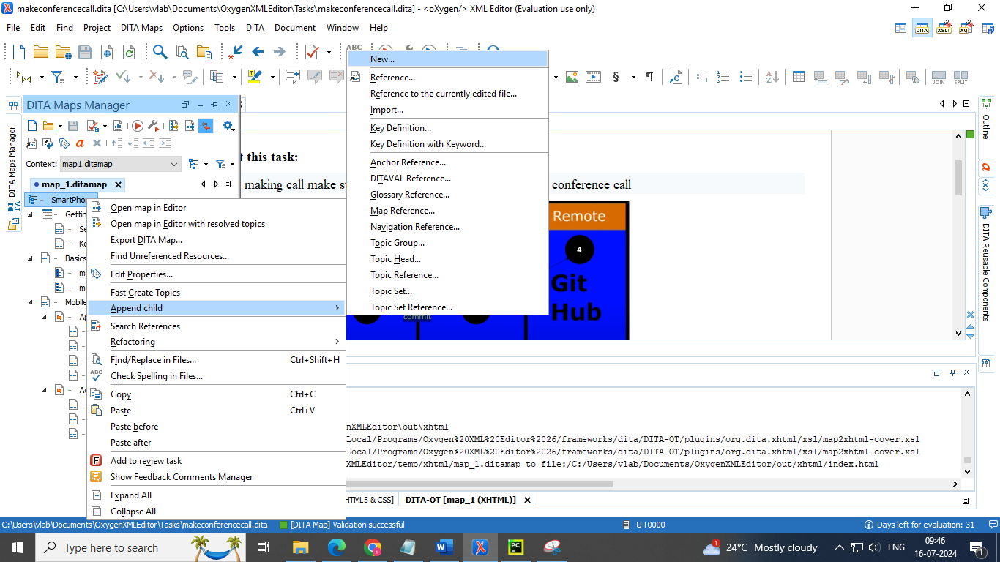 makeconferencecall.dita [C:\Users\vlab\Documents\OxygenXMLEditor\Tasks\makeconferencecall.dita] - <oXygen/> XML Editor (Evaluation use only)
File Edit Find Project DITA Maps Options Tools DITA Document Window Help
DITA XSLT XQ
ABC
JOIN SPLIT
DITA Maps Manager
Context: map1.ditamap
map_1.ditamap
SmartPho
Getting
Se
Ke
Basics
ma
ma
Mobile
Ap
Ac
DITA Maps Manager
Open map in Editor
Open map in Editor with resolved topics
Export DITA Map...
Find Unreferenced Resources...
Edit Properties...
Fast Create Topics
Append child
Search References
Refactoring
Find/Replace in Files... Ctrl+Shift+H
Check Spelling in Files...
Copy Ctrl+C
Paste Ctrl+V
Paste before
Paste after
Add to review task
Show Feedback Comments Manager
Expand All
Collapse All
New...
Reference...
Reference to the currently edited file...
Import...
Key Definition...
Key Definition with Keyword...
Anchor Reference...
DITAVAL Reference...
Glossary Reference...
Map Reference...
Navigation Reference...
Topic Group...
Topic Head...
Topic Reference...
Topic Set...
Topic Set Reference...
t this task:
making call make su
conference call
Remote
4
Git
Hub
commit
Outline
DITA Reusable Components
nXMLEditor\out\xhtml
Local/Programs/Oxygen%20XML%20Editor%2026/frameworks/dita/DITA-OT/plugins/org.dita.xhtml/xsl/map2xhtml-cover.xsl
Local/Programs/Oxygen%20XML%20Editor%2026/frameworks/dita/DITA-OT/plugins/org.dita.xhtml/xsl/map2xhtml-cover.xsl
XMLEditor/temp/xhtml/map_1.ditamap to file:/C:/Users/vlab/Documents/OxygenXMLEditor/out/xhtml/index.html
HTML5 & CSS] DITA-OT [map_1 (XHTML)]
C:\Users\vlab\Documents\OxygenXMLEditor\Tasks\makeconferencecall.dita [DITA Map] Validation successful U+0000 Days left for evaluation: 31
Type here to search
24°C Mostly cloudy ENG
09:46
16-07-2024
1